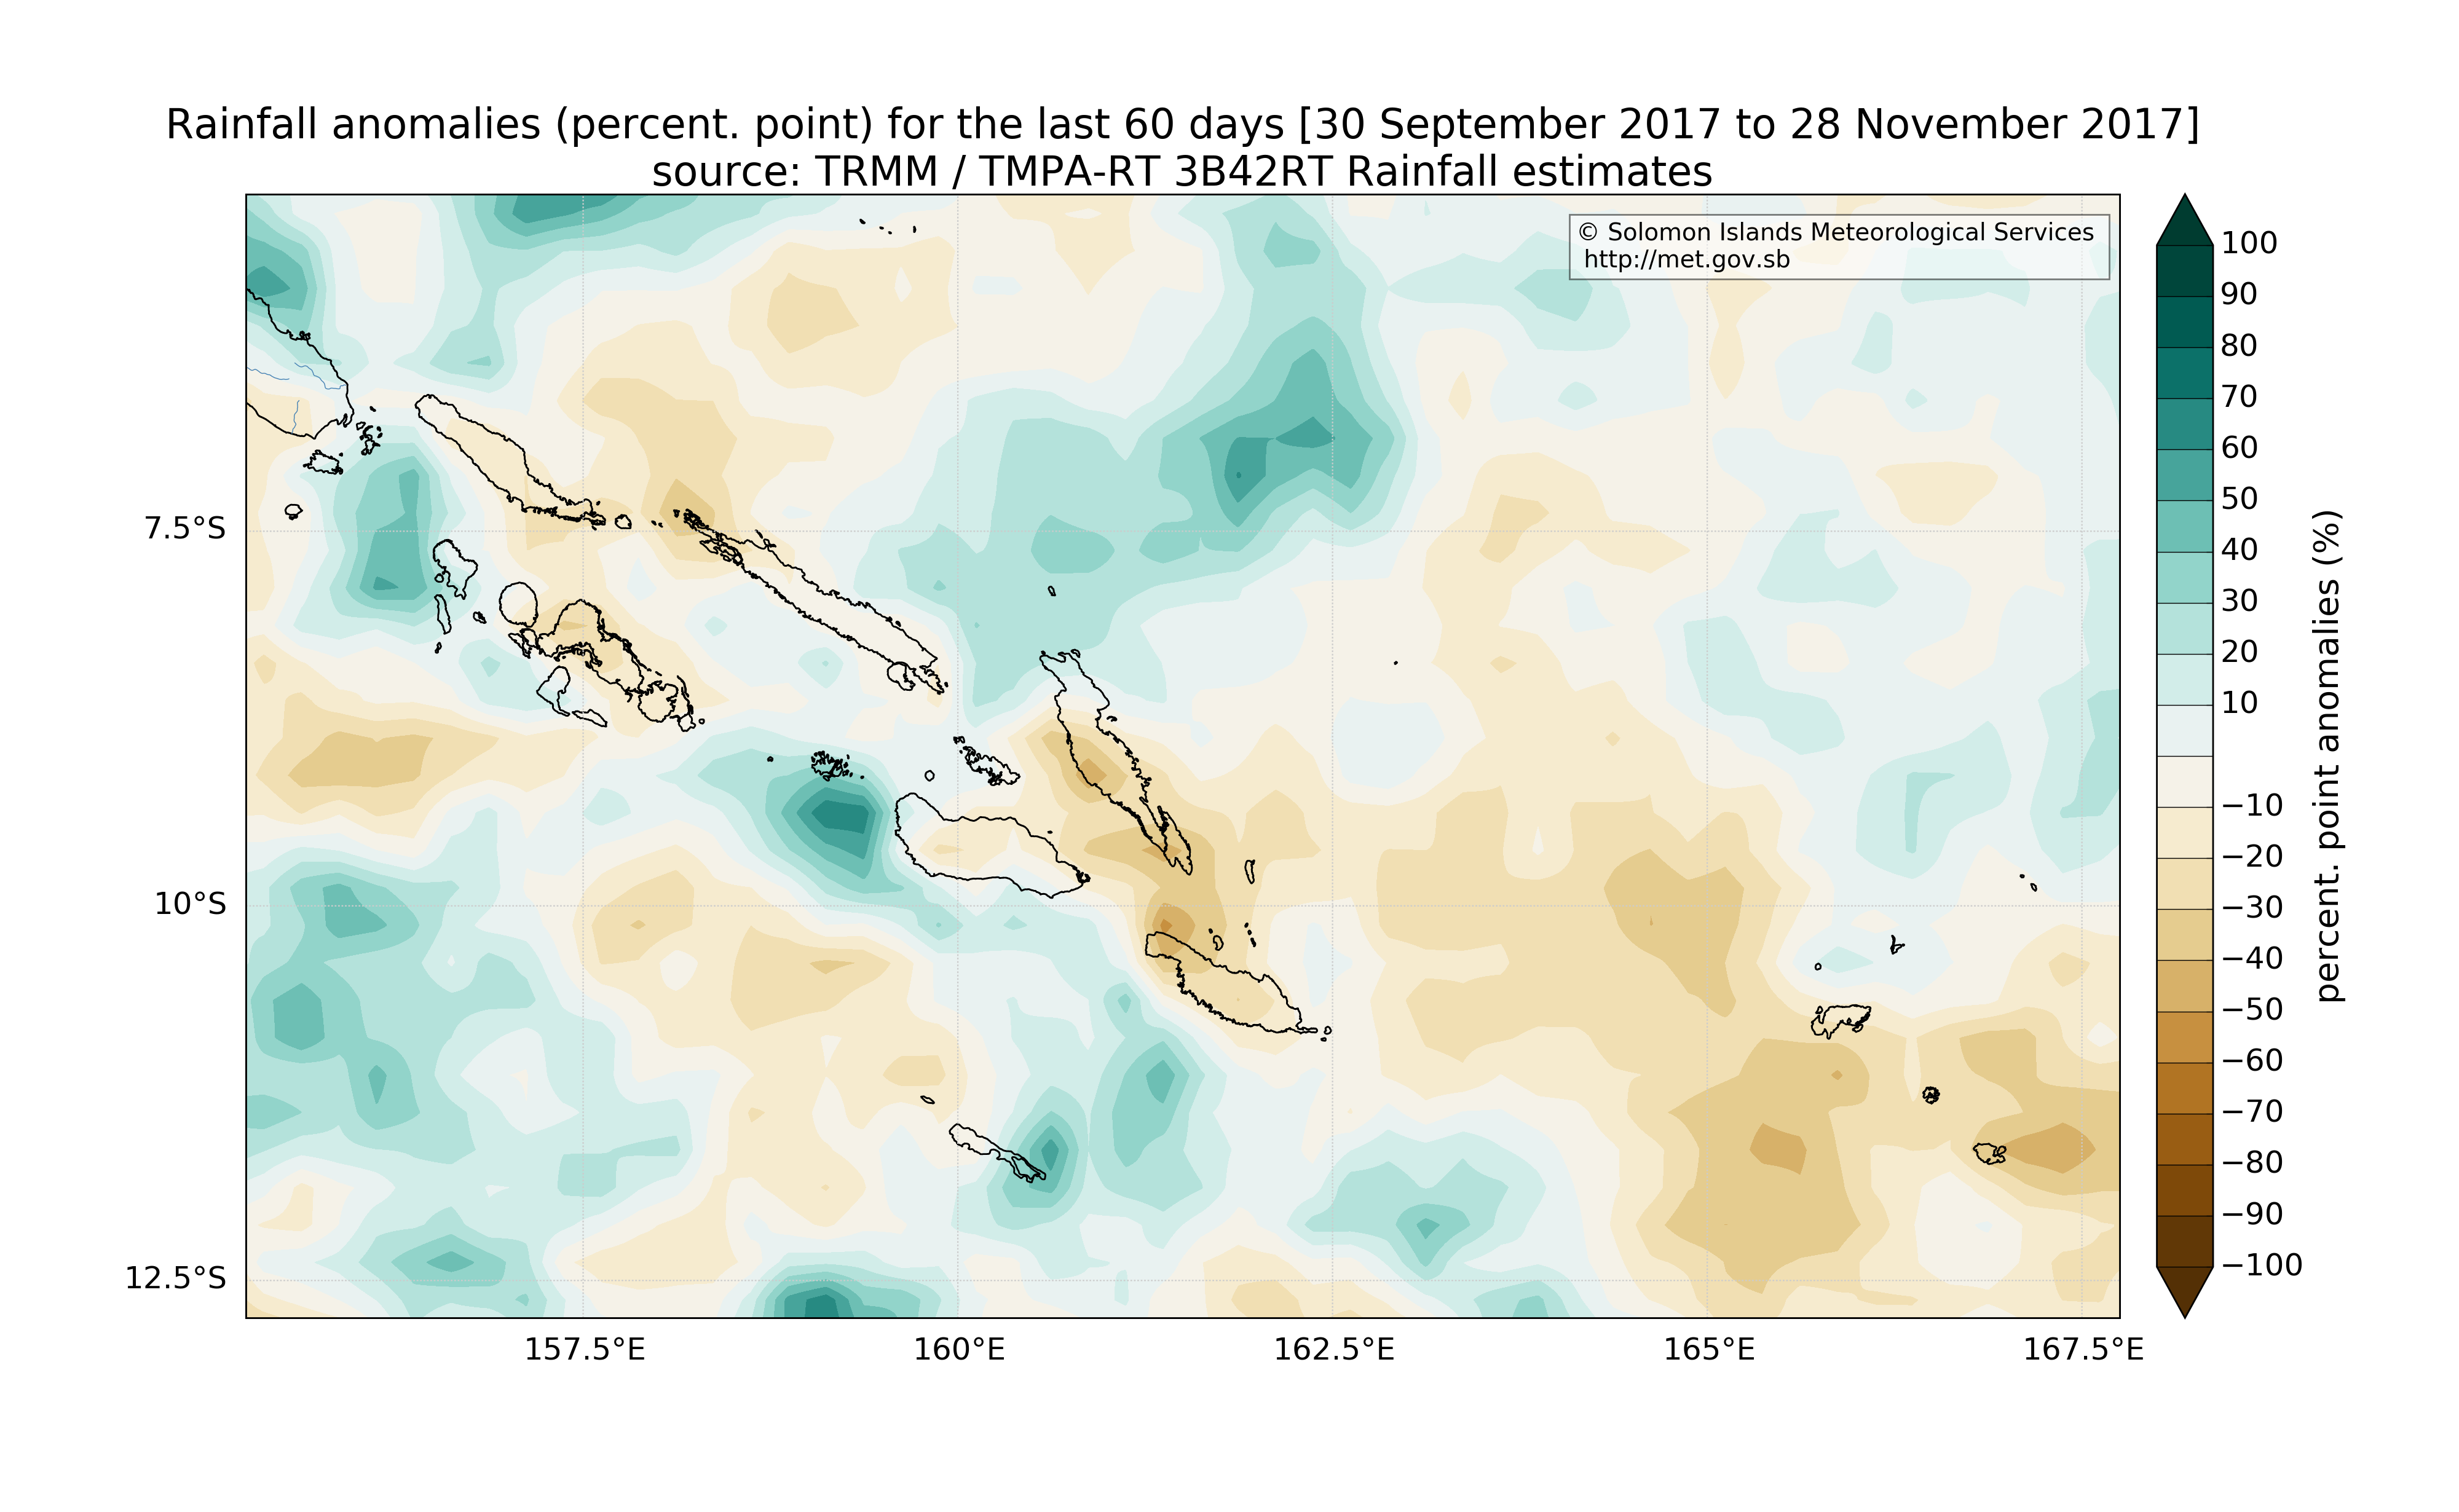 Rainfall anomalies (percent. point) for the last 60 days [30 September 2017 to 28 November 2017]
source: TRMM / TMPA-RT 3B42RT Rainfall estimates
© Solomon Islands Meteorological Services
http://met.gov.sb
7.5°S
10°S
12.5°S
157.5°E
160°E
162.5°E
165°E
167.5°E
100
90
80
70
60
50
40
30
20
10
−10
−20
−30
−40
−50
−60
−70
−80
−90
−100
percent. point anomalies (%)